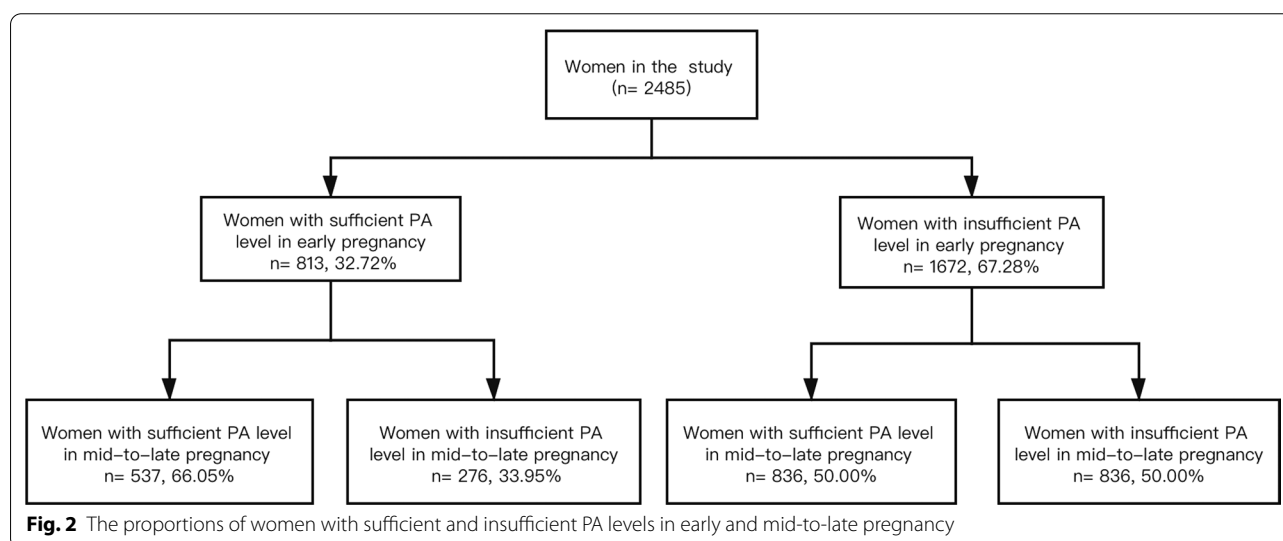 Women in the study
(n= 2485)
Women with sufficient PA
level in early pregnancy
n= 813, 32.72%
Women with insufficient PA
level in early pregnancy
n= 1672, 67.28%
Women with sufficient PA level
in mid–to–late pregnancy
n= 537, 66.05%
Women with insufficient PA
level in mid–to–late pregnancy
n= 276, 33.95%
Women with sufficient PA level
in mid–to–late pregnancy
n= 836, 50.00%
Women with insufficient PA
level in mid–to–late pregnancy
n= 836, 50.00%
Fig. 2 The proportions of women with sufficient and insufficient PA levels in early and mid-to-late pregnancy